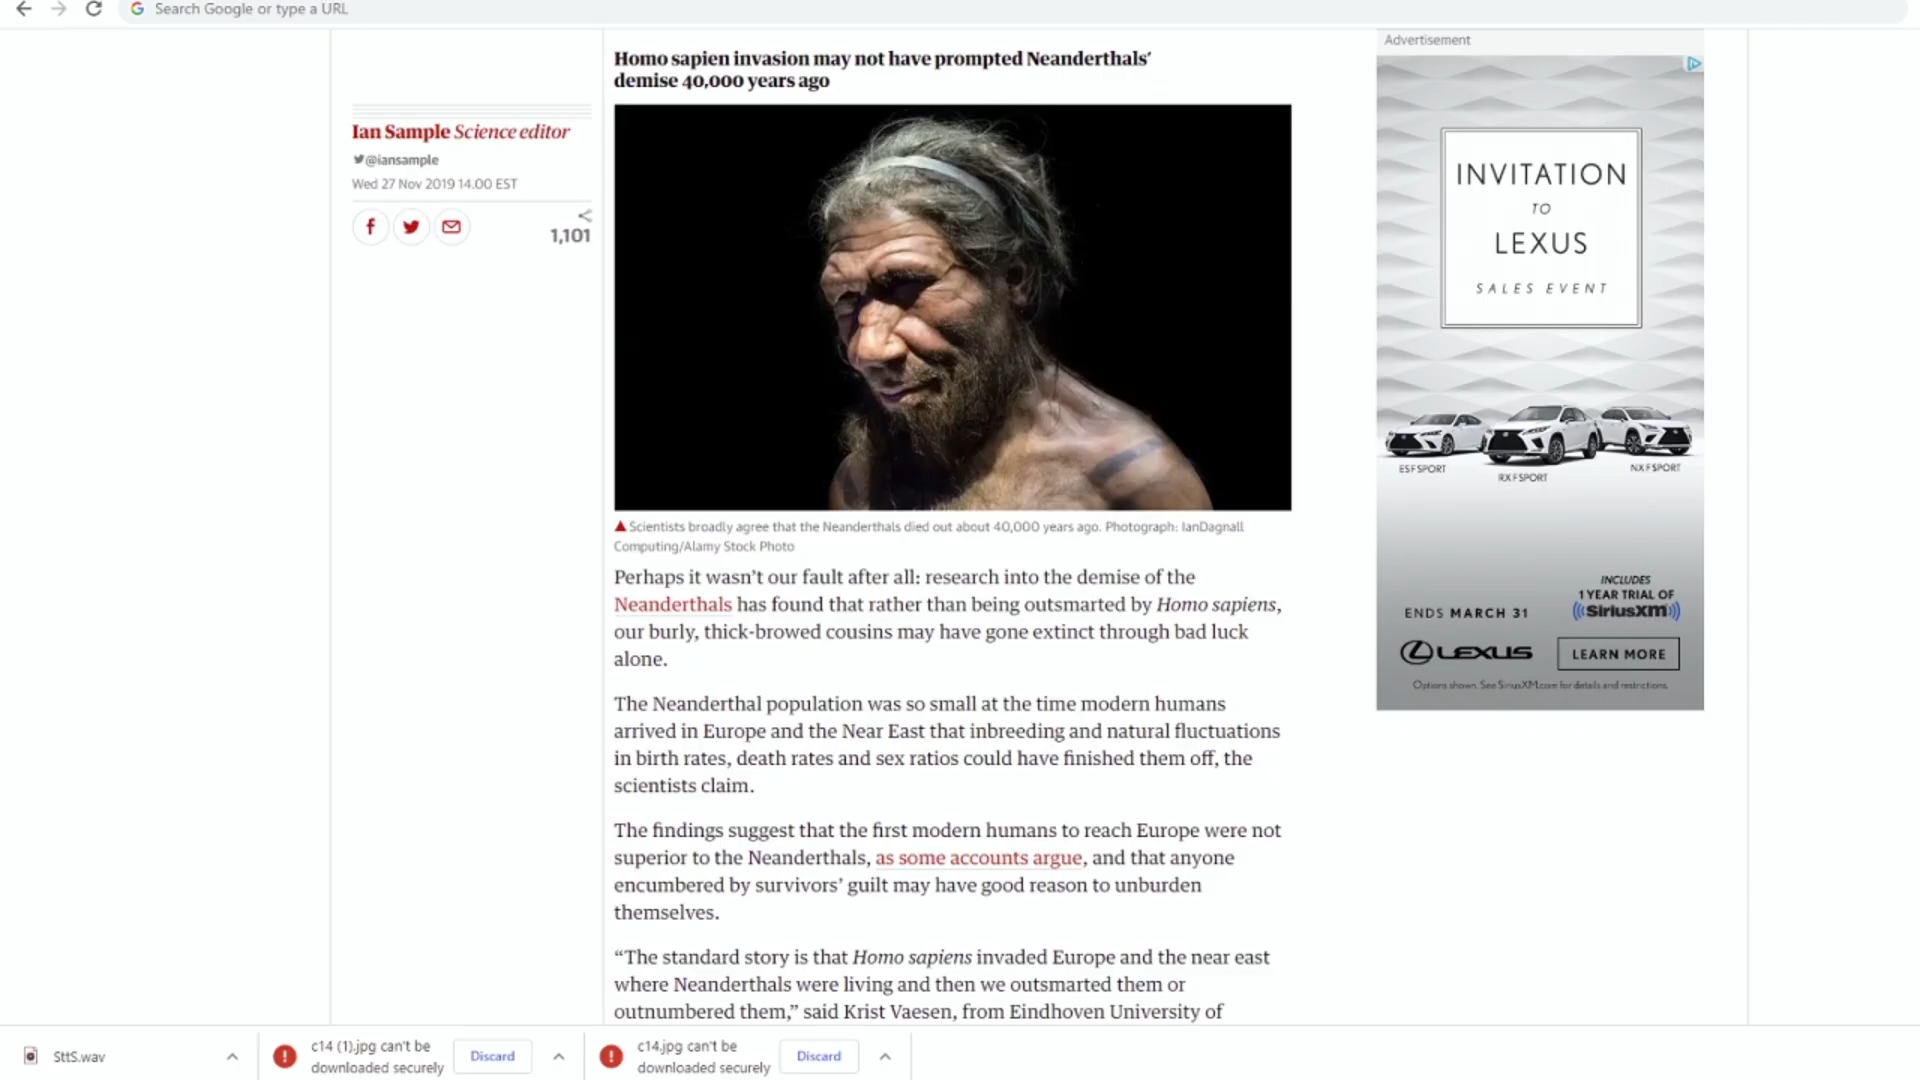 Search Google or type a URL
Homo sapien invasion may not have prompted Neanderthals'
demise 40,000 years ago
Ian Sample Science editor
@iansample
Wed 27 Nov 2019 14.00 EST
1,101
Scientists broadly agree that the Neanderthals died out about 40,000 years ago. Photograph: IanDagnall
Computing/Alamy Stock Photo
Perhaps it wasn't our fault after all: research into the demise of the
Neanderthals has found that rather than being outsmarted by Homo sapiens,
our burly, thick-browed cousins may have gone extinct through bad luck
alone.
The Neanderthal population was so small at the time modern humans
arrived in Europe and the Near East that inbreeding and natural fluctuations
in birth rates, death rates and sex ratios could have finished them off, the
scientists claim.
The findings suggest that the first modern humans to reach Europe were not
superior to the Neanderthals, as some accounts argue, and that anyone
encumbered by survivors' guilt may have good reason to unburden
themselves.
“The standard story is that Homo sapiens invaded Europe and the near east
where Neanderthals were living and then we outsmarted them or
outnumbered them,” said Krist Vaesen, from Eindhoven University of
Advertisement
INVITATION
TO
LEXUS
SALES EVENT
ES F SPORT
RX F SPORT
NX F SPORT
INCLUDES
1 YEAR TRIAL OF
SiriusXM
ENDS MARCH 31
LEXUS
LEARN MORE
Options shown. See SiriusXM.com for details and restrictions.
SttS.wav
c14 (1).jpg can't be
downloaded securely
Discard
c14.jpg can't be
downloaded securely
Discard